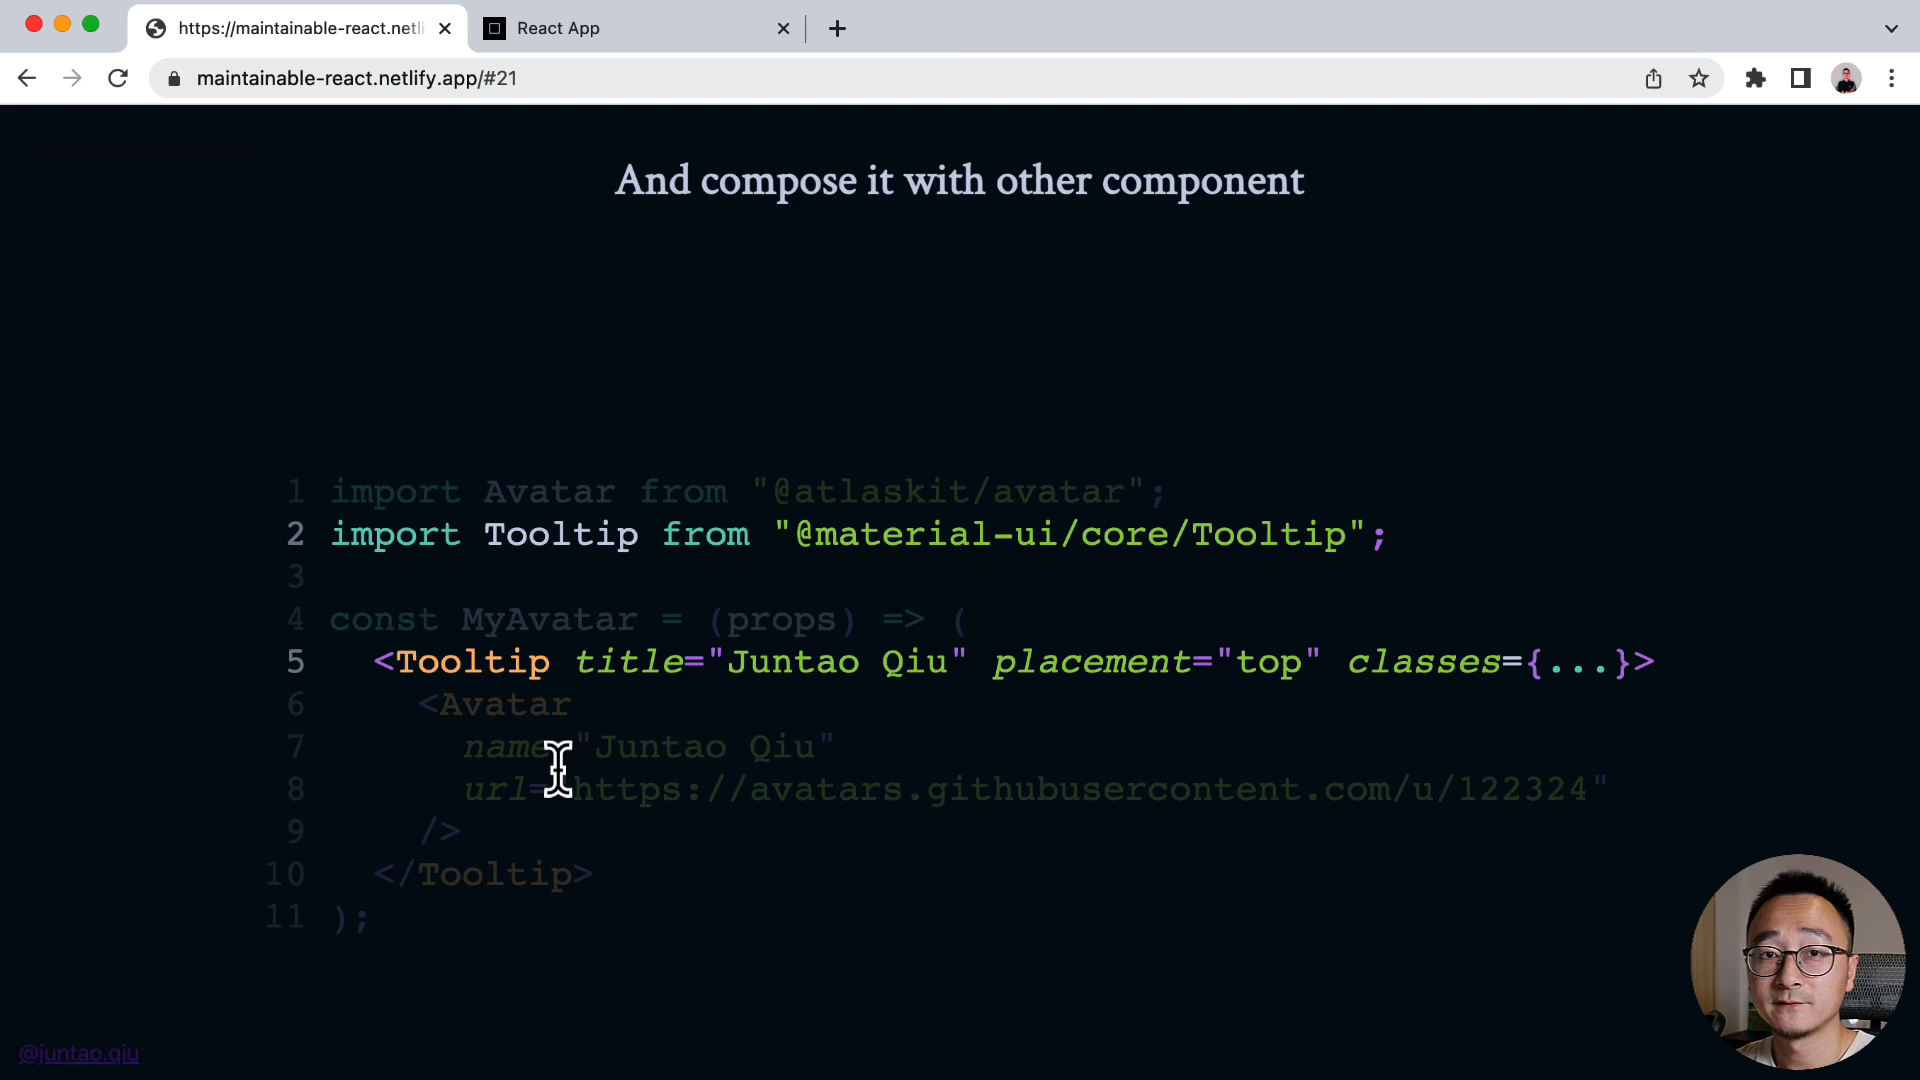 https://maintainable-react.netli
React App
maintainable-react.netlify.app/#21
And compose it with other component
1 import Avatar from "@atlaskit/avatar";
2 import Tooltip from "@material-ui/core/Tooltip";
3
4 const MyAvatar = (props) => (
5 <Tooltip title="Juntao Qiu" placement="top" classes={...}>
6 <Avatar
7 name="Juntao Qiu"
8 url="https://avatars.githubusercontent.com/u/122324"
9 />
10 </Tooltip>
11 );
@juntao.qiu